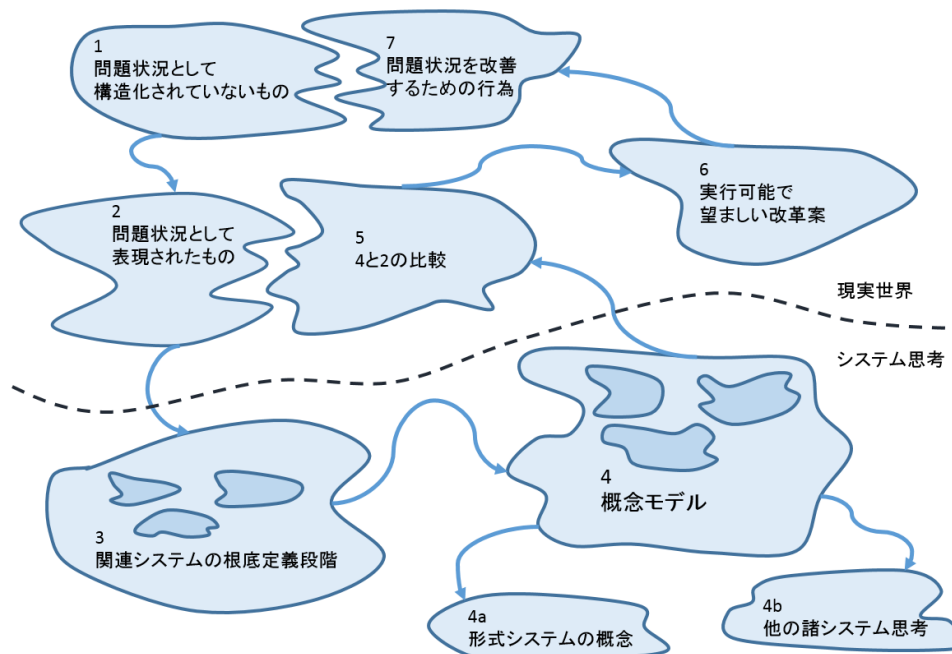 1
問題状況として
構造化されていないもの
7
問題状況を改善
するための行為
2
問題状況として
表現されたもの
5
4と2の比較
6
実行可能で
望ましい改革案
現実世界
システム思考
3
関連システムの根底定義段階
4
概念モデル
4a
形式システムの概念
4b
他の諸システム思考